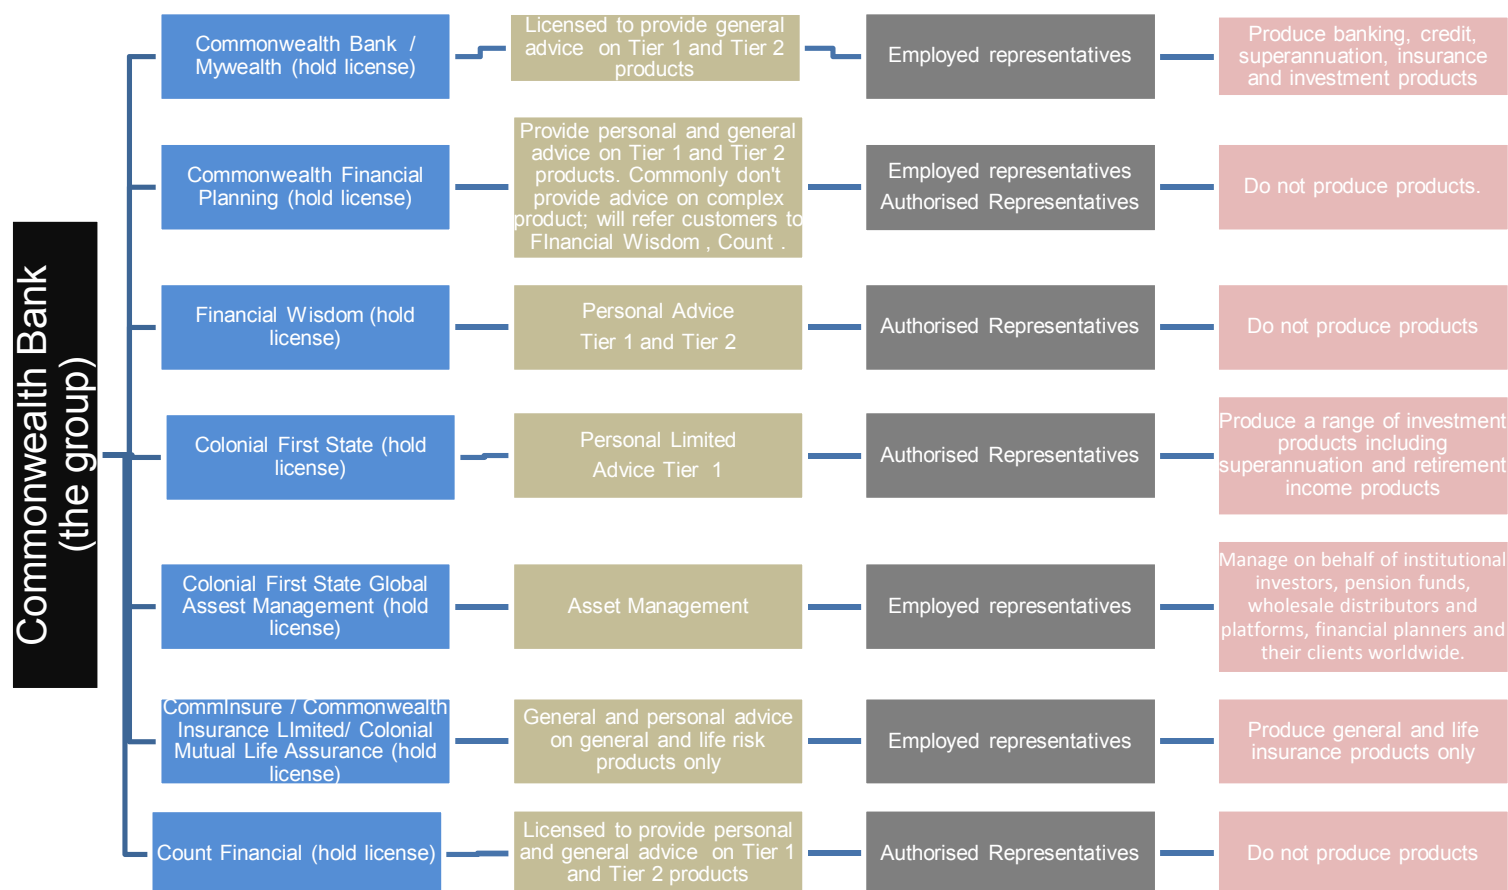 Commonwealth Bank
(the group)
Commonwealth Bank /
Mywealth (hold license)
Licensed to provide general
advice on Tier 1 and Tier 2
products
Employed representatives
Produce banking, credit,
superannuation, insurance
and investment products
Commonwealth Financial
Planning (hold license)
Provide personal and general
advice on Tier 1 and Tier 2
products. Commonly don't
provide advice on complex
product; will refer customers to
FInancial Wisdom , Count .
Employed representatives
Authorised Representatives
Do not produce products.
Financial Wisdom (hold
license)
Personal Advice
Tier 1 and Tier 2
Authorised Representatives
Do not produce products
Colonial First State (hold
license)
Personal Limited
Advice Tier 1
Authorised Representatives
Produce a range of investment
products including
superannuation and retirement
income products
Colonial First State Global
Assest Management (hold
license)
Asset Management
Employed representatives
Manage on behalf of institutional
investors, pension funds,
wholesale distributors and
platforms, financial planners and
their clients worldwide.
CommInsure / Commonwealth
Insurance LImited/ Colonial
Mutual Life Assurance (hold
license)
General and personal advice
on general and life risk
products only
Employed representatives
Produce general and life
insurance products only
Count Financial (hold license)
Licensed to provide personal
and general advice on Tier 1
and Tier 2 products
Authorised Representatives
Do not produce products